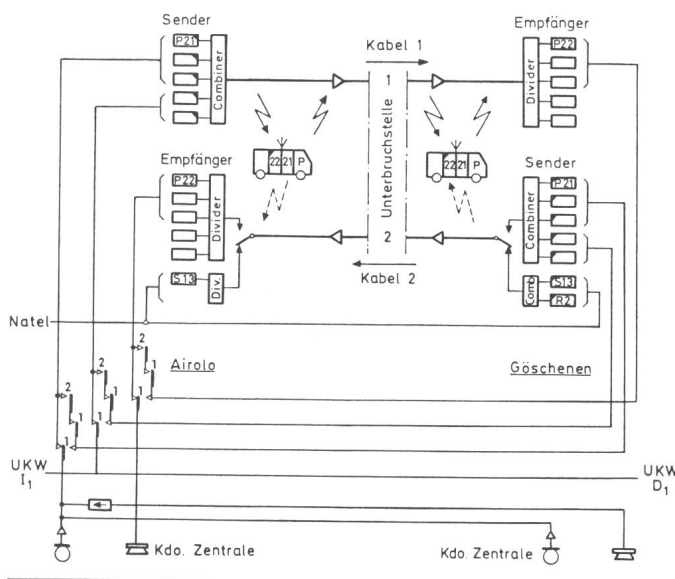 Sender
P21
Combiner
Kabel 1
Empfänger
P22
Divider
1
Unterbruchstelle
2
22 21 P
22 21 P
Empfänger
P22
Divider
S13
Div.
Kabel 2
Sender
P21
Combiner
Comb
S13
R2
Natel
Airolo
Göschenen
2
1
1
2
1
1
2
1
1
UKW
I1
UKW
D1
Kdo. Zentrale
Kdo. Zentrale